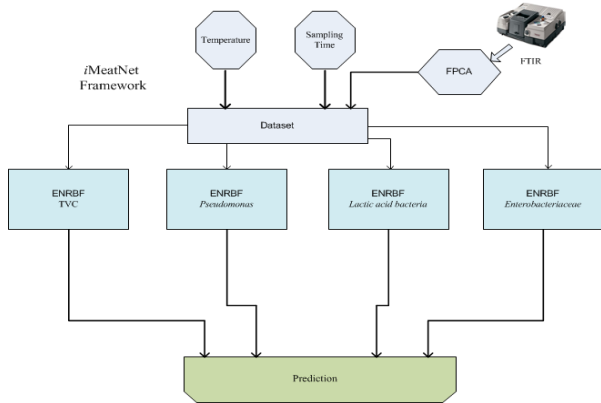 Temperature
Sampling
Time
FTIR
FPCA
iMeatNet
Framework
Dataset
ENRBF
TVC
ENRBF
Pseudomonas
ENRBF
Lactic acid bacteria
ENRBF
Enterobacteriaceae
Prediction